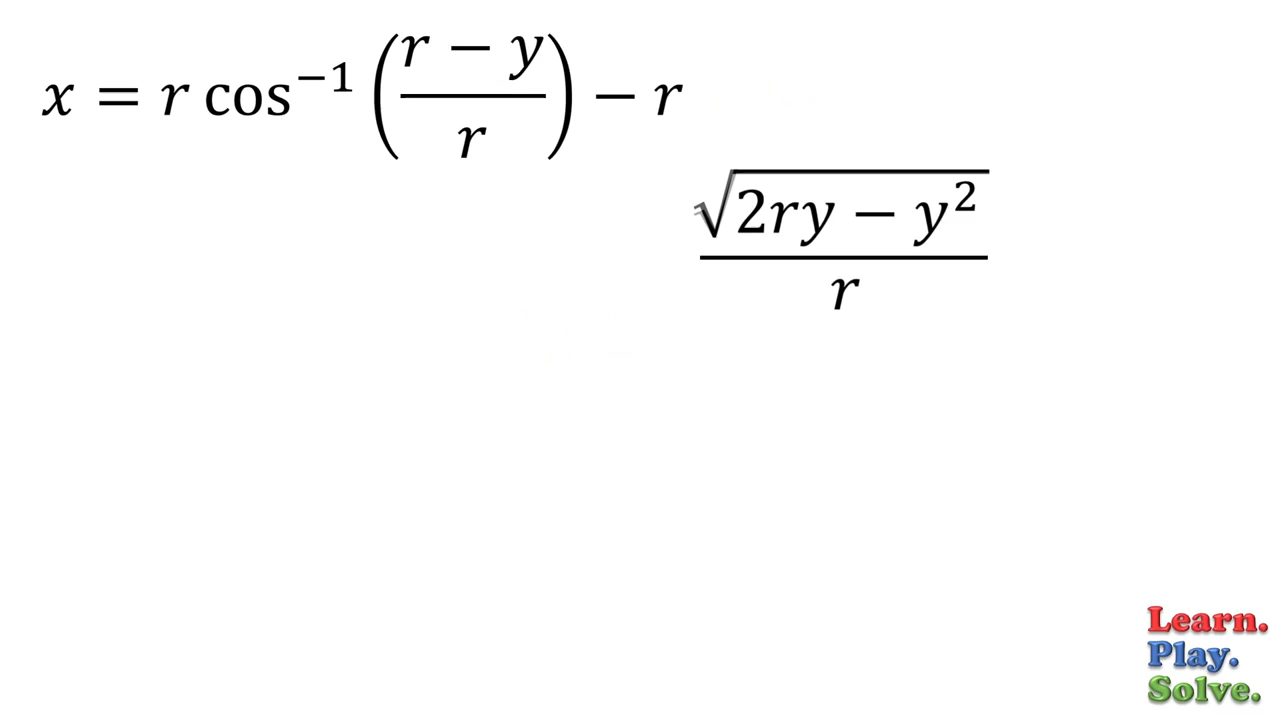 x = r cos⁻¹ ((r − y)/r) − r
√(2ry − y²)/r
Learn.
Play.
Solve.